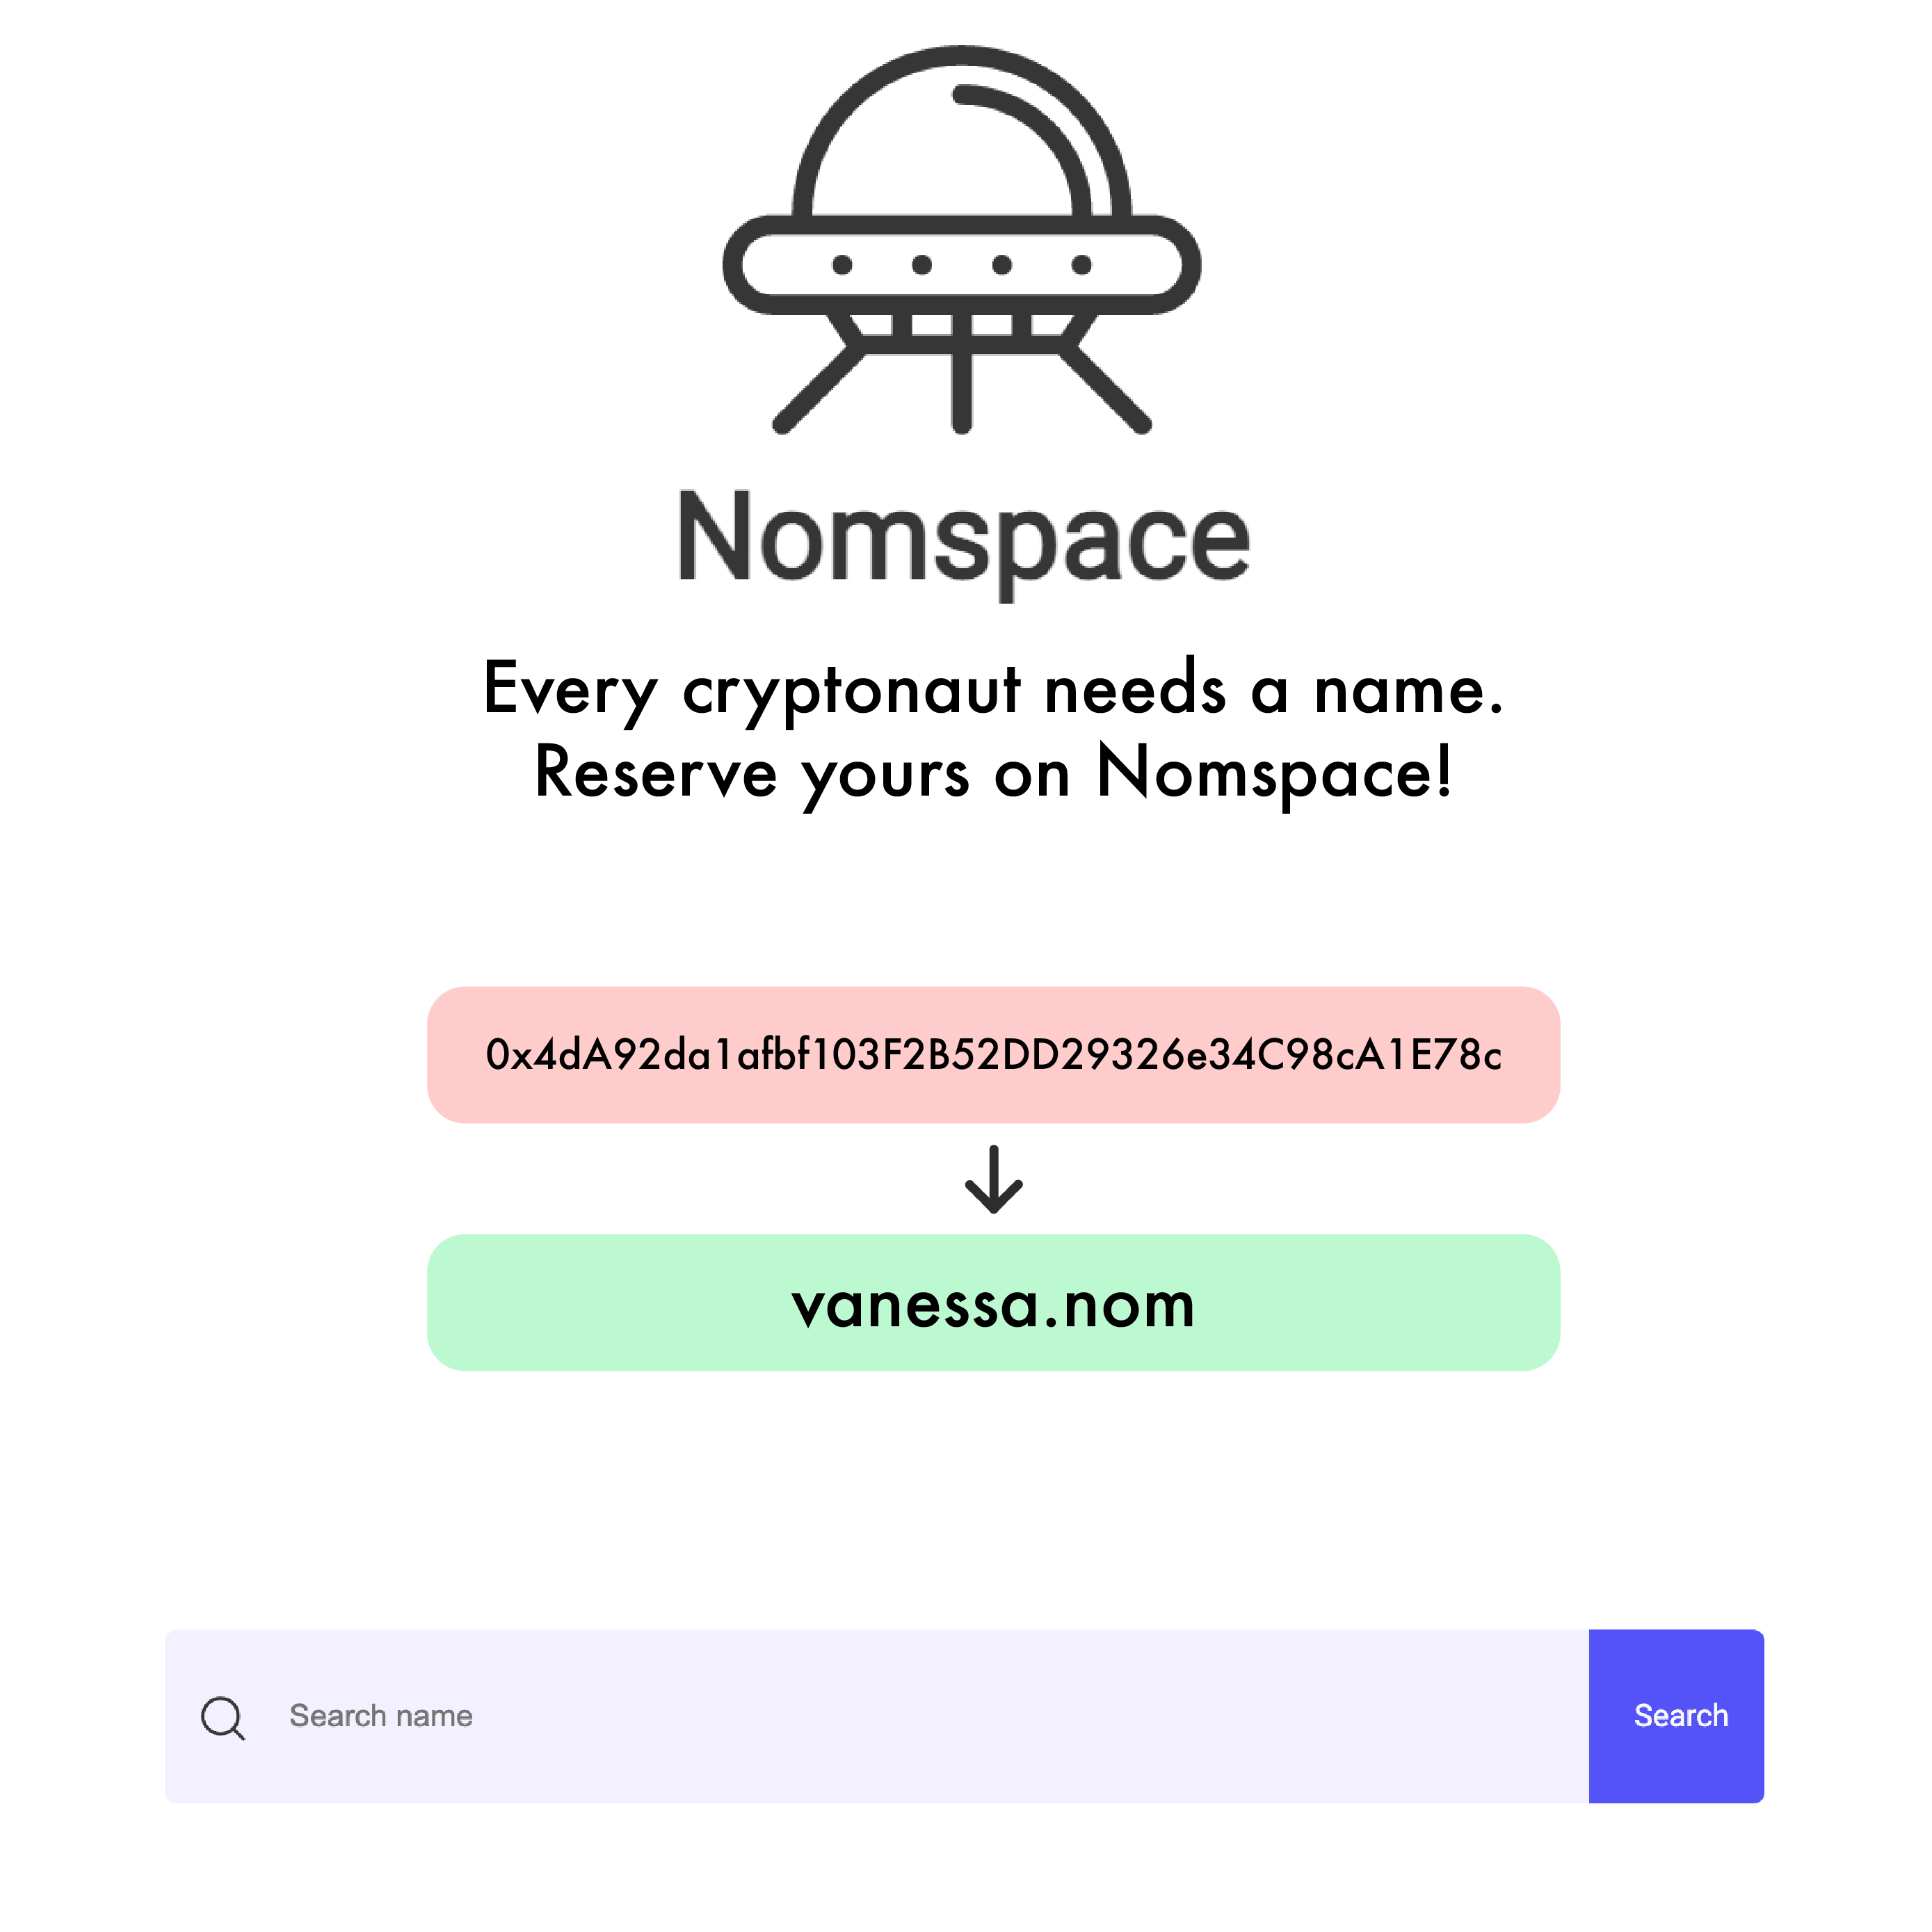 Nomspace
Every cryptonaut needs a name.
Reserve yours on Nomspace!
0x4dA92da1afbf103F2B52DD29326e34C98cA1E78c
vanessa.nom
Search name
Search